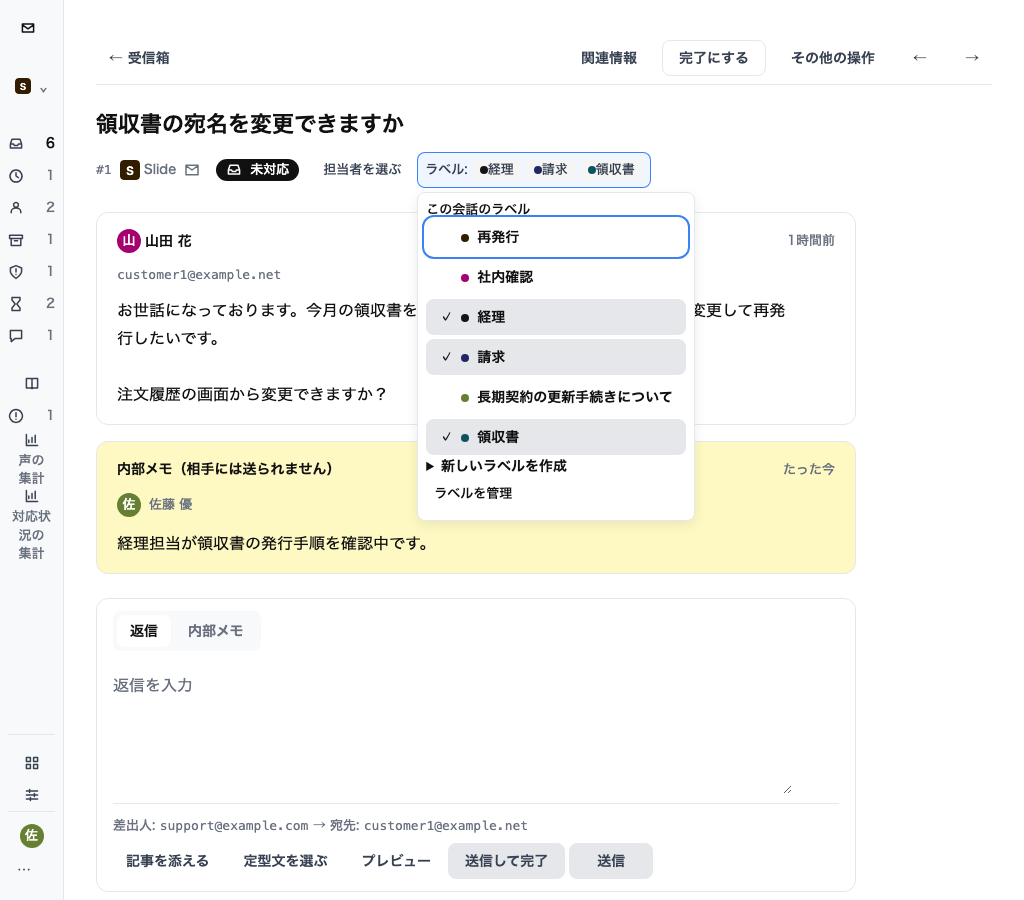 ← 受信箱
関連情報
完了にする
その他の操作
←
→
S
6
1
2
1
1
2
1
1
声の
集計
対応状
況の
集計
佐
…
領収書の宛名を変更できますか
#1 S Slide 未対応 担当者を選ぶ ラベル: 経理 請求 領収書
この会話のラベル
再発行
社内確認
✓ 経理
✓ 請求
長期契約の更新手続きについて
✓ 領収書
▶ 新しいラベルを作成
ラベルを管理
山 山田 花
1時間前
customer1@example.net
お世話になっております。今月の領収書を
変更して再発
行したいです。
注文履歴の画面から変更できますか？
内部メモ（相手には送られません）
たった今
佐 佐藤 優
経理担当が領収書の発行手順を確認中です。
返信 内部メモ
返信を入力
差出人: support@example.com → 宛先: customer1@example.net
記事を添える 定型文を選ぶ プレビュー 送信して完了 送信